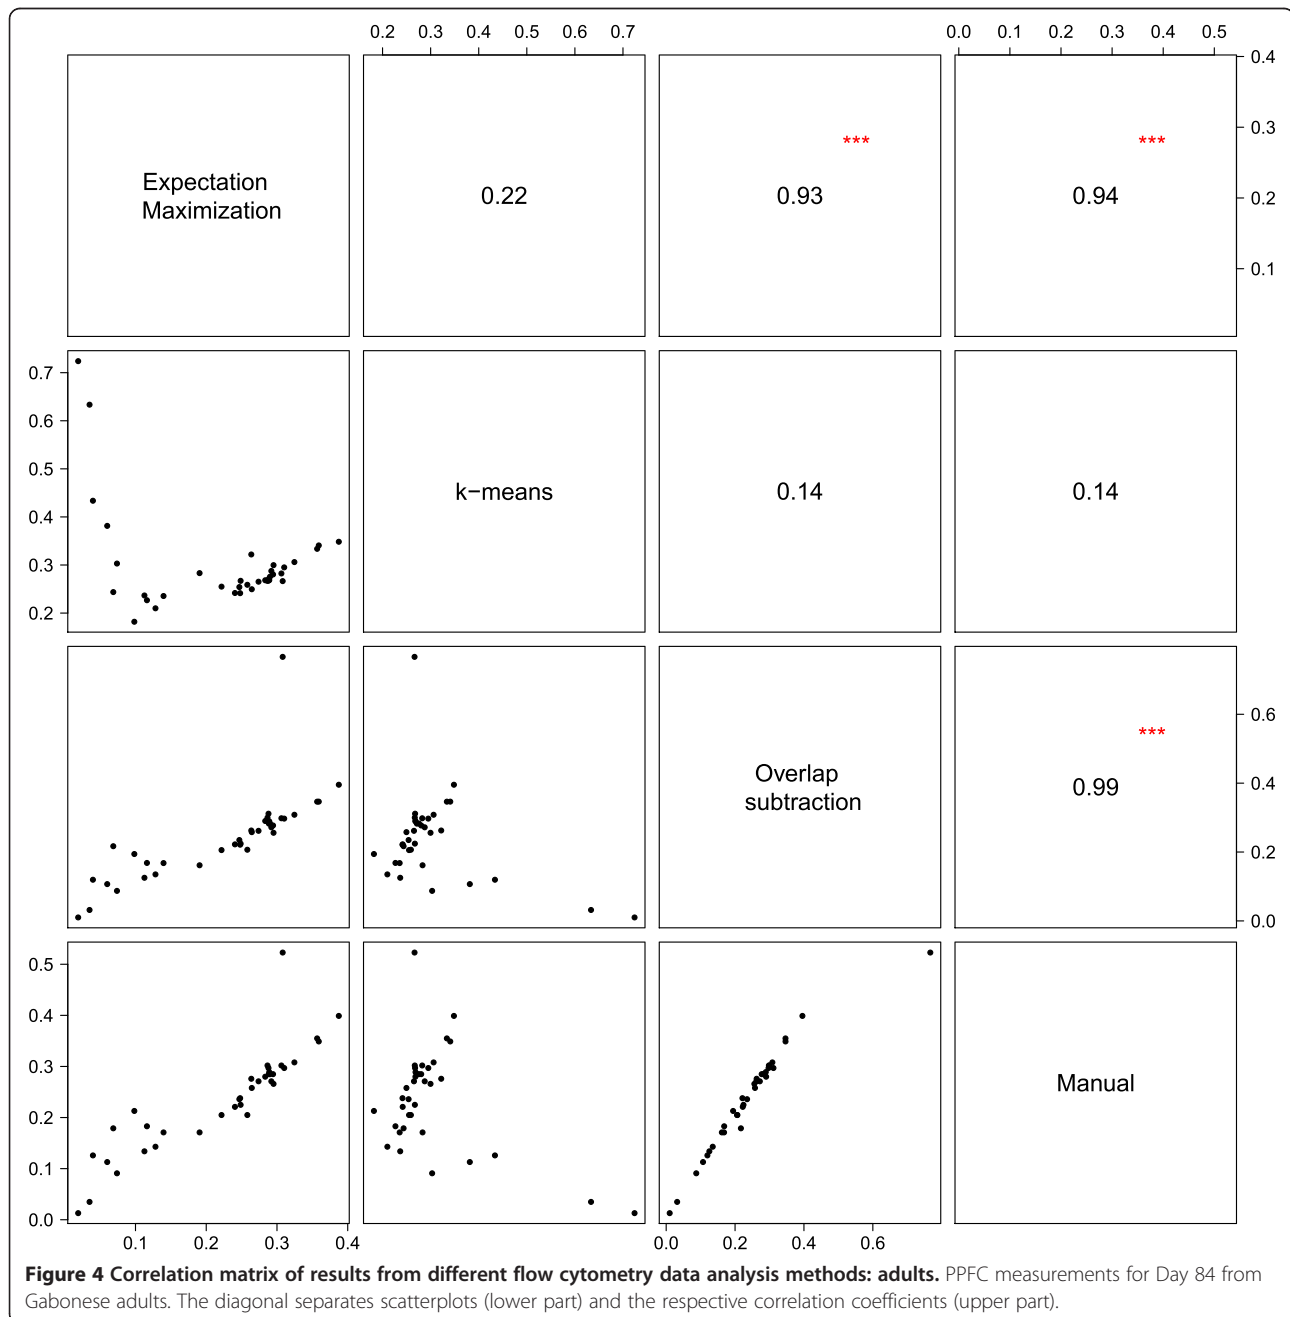 0.2 0.3 0.4 0.5 0.6 0.7
0.0 0.1 0.2 0.3 0.4 0.5
Expectation
Maximization
0.22
***
0.93
***
0.94
0.4
0.3
0.2
0.1
0.7
0.6
0.5
0.4
0.3
0.2
k−means
0.14
0.14
Overlap
subtraction
***
0.99
0.6
0.4
0.2
0.0
0.5
0.4
0.3
0.2
0.1
0.0
Manual
0.1 0.2 0.3 0.4
0.0 0.2 0.4 0.6
Figure 4 Correlation matrix of results from different flow cytometry data analysis methods: adults. PPFC measurements for Day 84 from
Gabonese adults. The diagonal separates scatterplots (lower part) and the respective correlation coefficients (upper part).